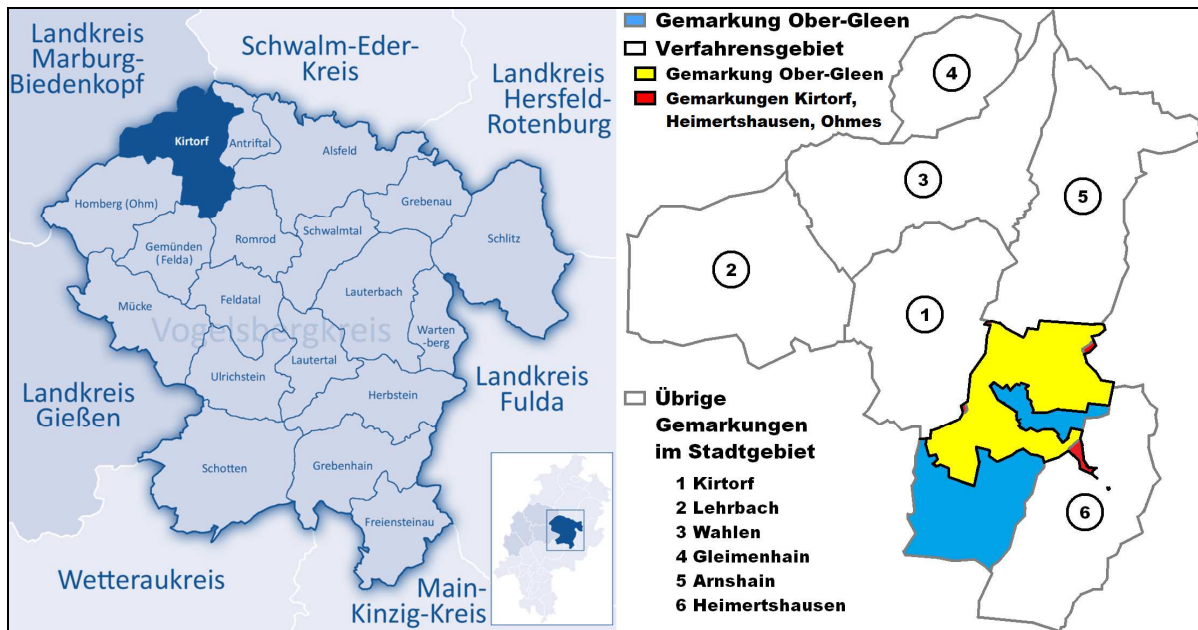 Landkreis
Marburg-
Biedenkopf
Schwalm-Eder-
Kreis
Landkreis
Hersfeld-
Rotenburg
Kirtorf
Antriftal
Alsfeld
Homberg (Ohm)
Grebenau
Romrod
Schwalmtal
Schlitz
Gemünden
(Felda)
Mücke
Feldatal
Lauterbach
Vogelsbergkreis
Warten
-berg
Lautertal
Ulrichstein
Herbstein
Landkreis
Gießen
Landkreis
Fulda
Schotten
Grebenhain
Freiensteinau
Wetteraukreis
Main-
Kinzig-Kreis
Gemarkung Ober-Gleen
Verfahrensgebiet
Gemarkung Ober-Gleen
Gemarkungen Kirtorf,
Heimertshausen, Ohmes
4
3
5
2
1
6
Übrige
Gemarkungen
im Stadtgebiet
1 Kirtorf
2 Lehrbach
3 Wahlen
4 Gleimenhain
5 Arnshain
6 Heimertshausen